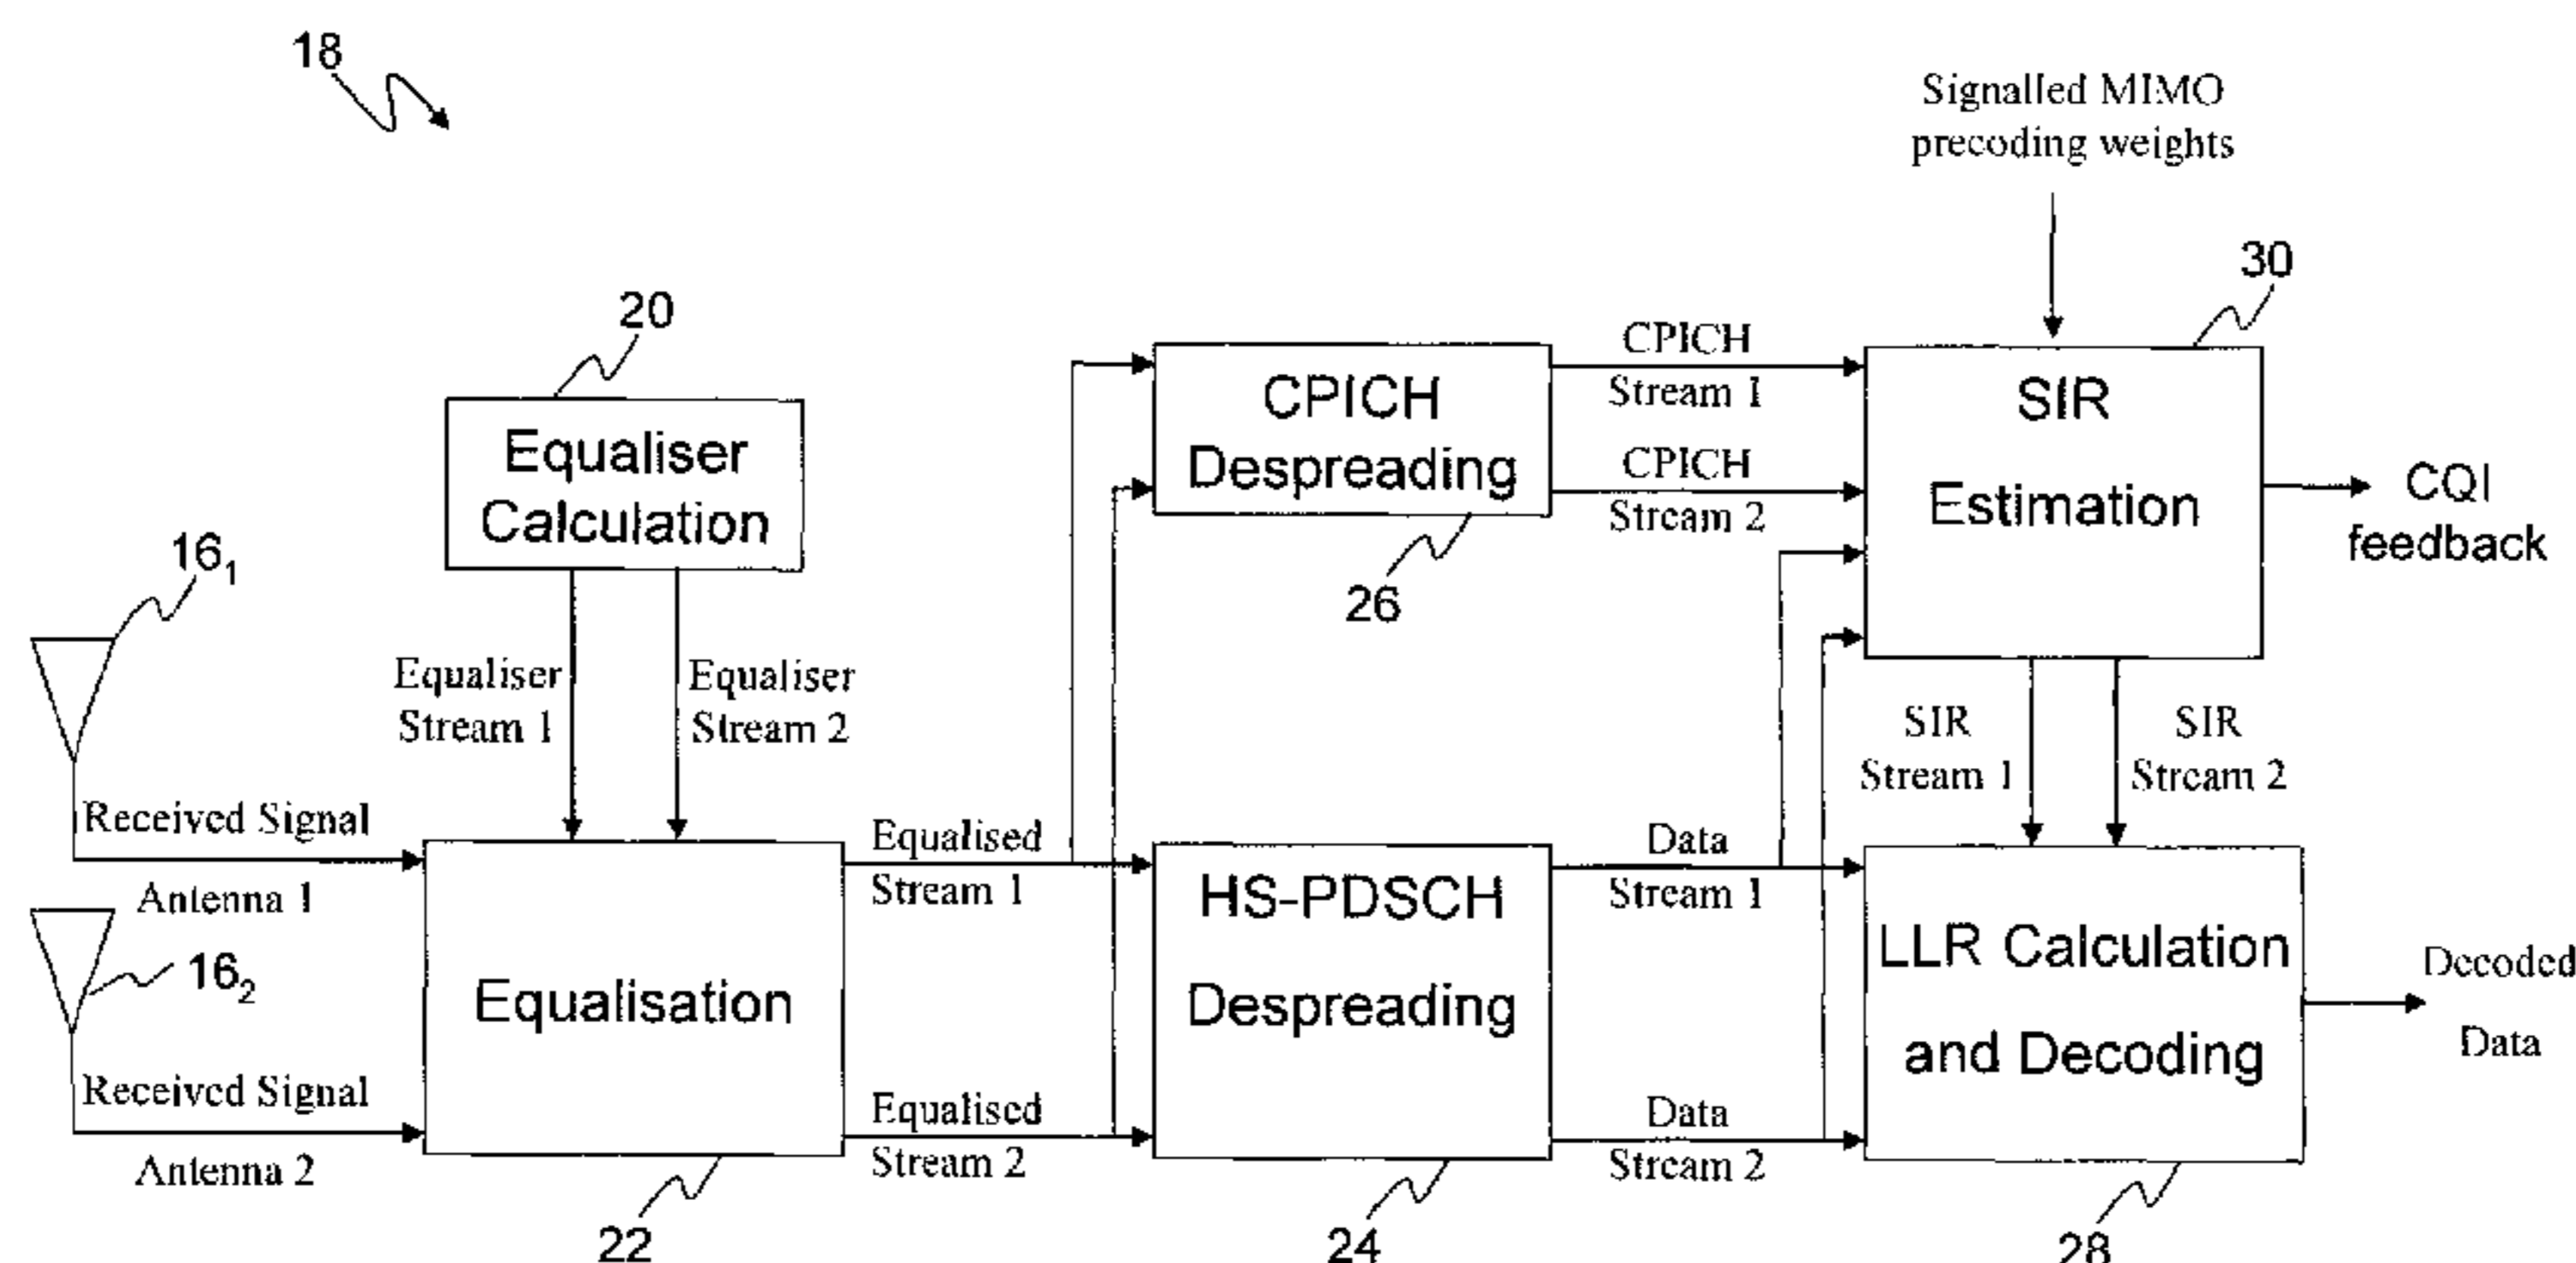 18
Signalled MIMO
precoding weights
30
20
CPICH
Stream 1
CPICH
Stream 2
CPICH
Despreading
SIR
Estimation
CQI
feedback
Equaliser
Calculation
16₁
26
Equaliser
Stream 1
Equaliser
Stream 2
SIR
Stream 1
SIR
Stream 2
Received Signal
Antenna 1
Equalised
Stream 1
HS-PDSCH
Despreading
Data
Stream 1
LLR Calculation
and Decoding
Decoded
Data
16₂
Equalisation
Received Signal
Antenna 2
Equalised
Stream 2
Data
Stream 2
22
24
28